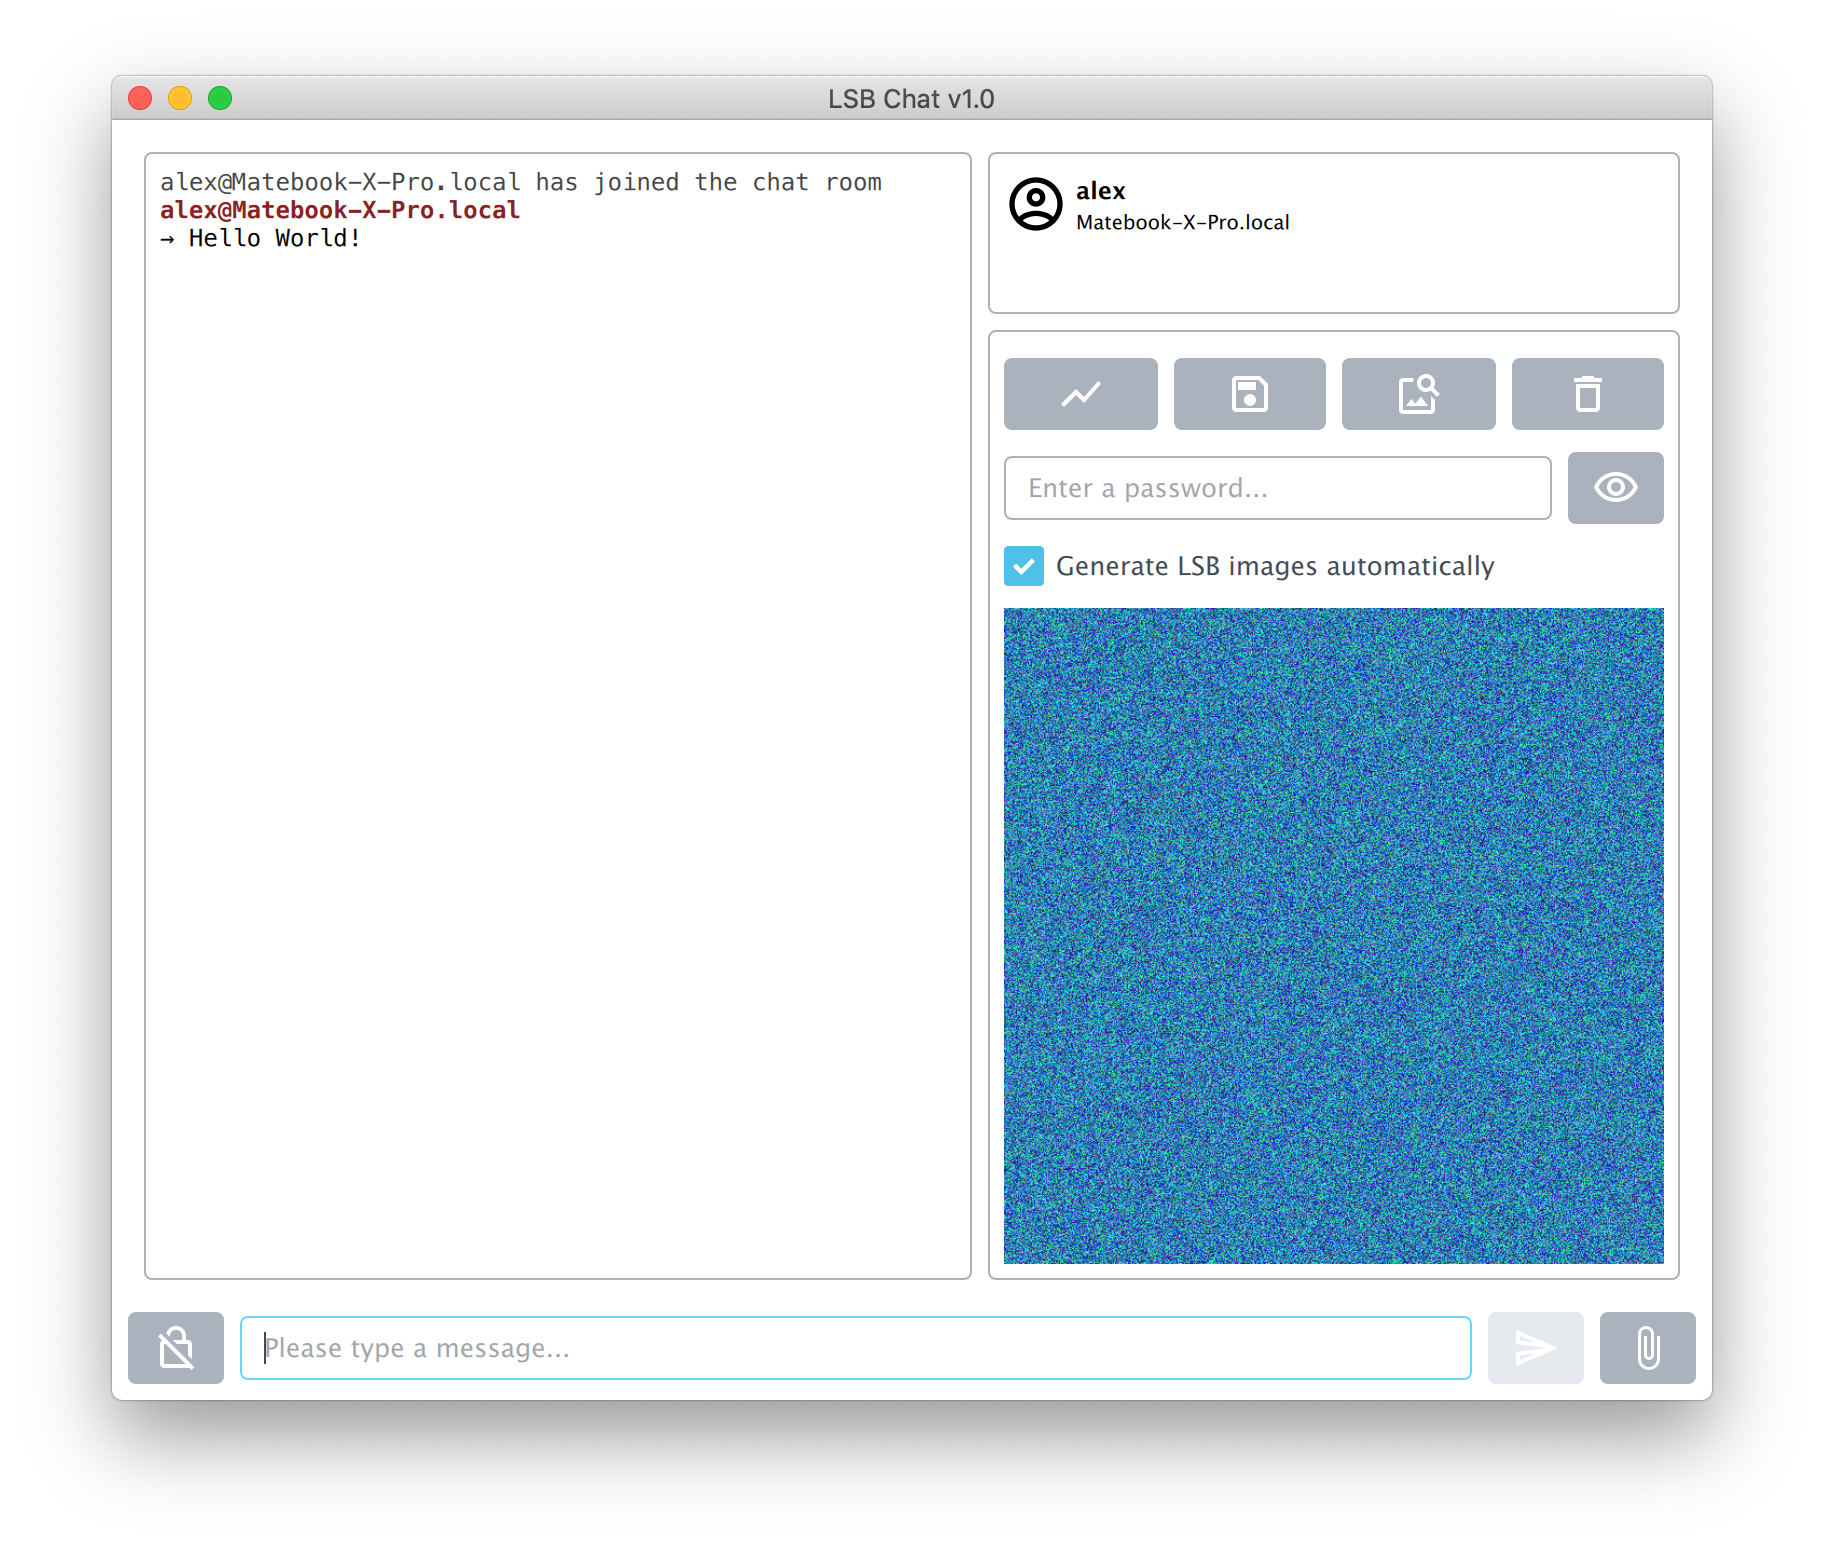 LSB Chat v1.0
alex@Matebook-X-Pro.local has joined the chat room
alex@Matebook-X-Pro.local
→ Hello World!
alex
Matebook-X-Pro.local
Enter a password...
Generate LSB images automatically
Please type a message...